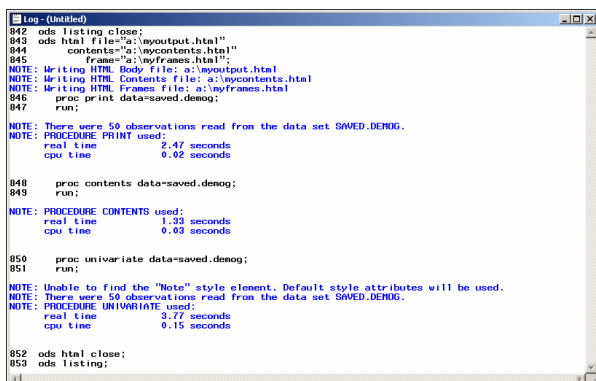 Log - (Untitled)
842 ods listing close;
843 ods html file="a:\myoutput.html"
844 contents="a:\mycontents.html"
845 frame="a:\myframes.html";
NOTE: Writing HTML Body file: a:\myoutput.html
NOTE: Writing HTML Contents file: a:\mycontents.html
NOTE: Writing HTML Frames file: a:\myframes.html
846 proc print data=saved.demog;
847 run;
NOTE: There were 50 observations read from the data set SAVED.DEMOG.
NOTE: PROCEDURE PRINT used:
real time 2.47 seconds
cpu time 0.02 seconds
848 proc contents data=saved.demog;
849 run;
NOTE: PROCEDURE CONTENTS used:
real time 1.33 seconds
cpu time 0.03 seconds
850 proc univariate data=saved.demog;
851 run;
NOTE: Unable to find the "Note" style element. Default style attributes will be used.
NOTE: There were 50 observations read from the data set SAVED.DEMOG.
NOTE: PROCEDURE UNIVARIATE used:
real time 3.77 seconds
cpu time 0.15 seconds
852 ods html close;
853 ods listing;